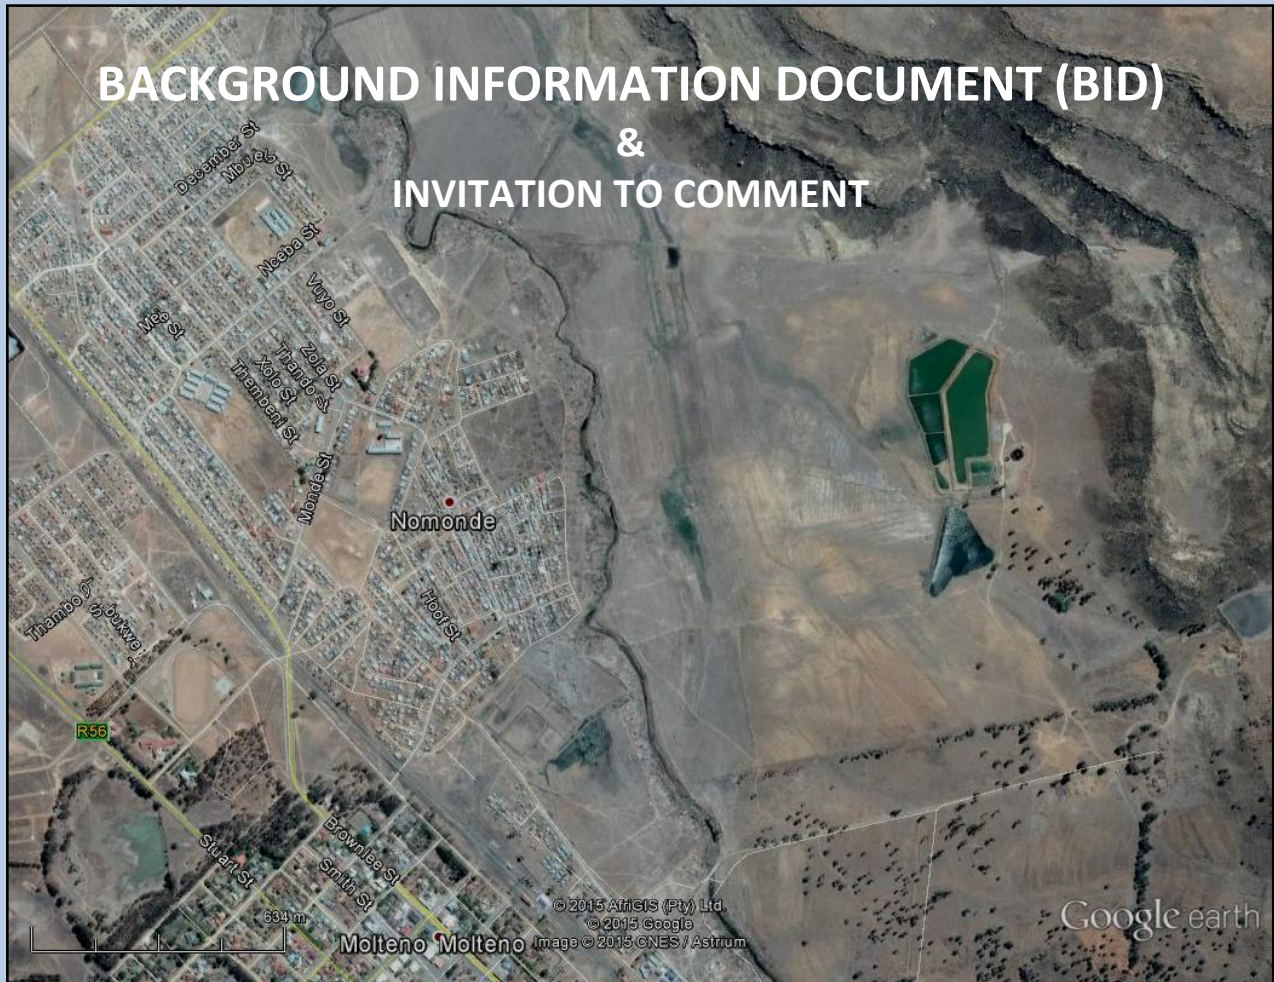 BACKGROUND INFORMATION DOCUMENT (BID)
&
INVITATION TO COMMENT
December St
Nceba St
Vuyo St
Zola St
Thando St
Xolo St
Thembeni St
Monde St
Nomonde
Hoof St
Thambo St
R56
Brownlee St
Smith St
Stuart St
634 m
Molteno Molteno
© 2015 AfriGIS (Pty) Ltd.
© 2015 Google
Image © 2015 CNES / Astrium
Google earth